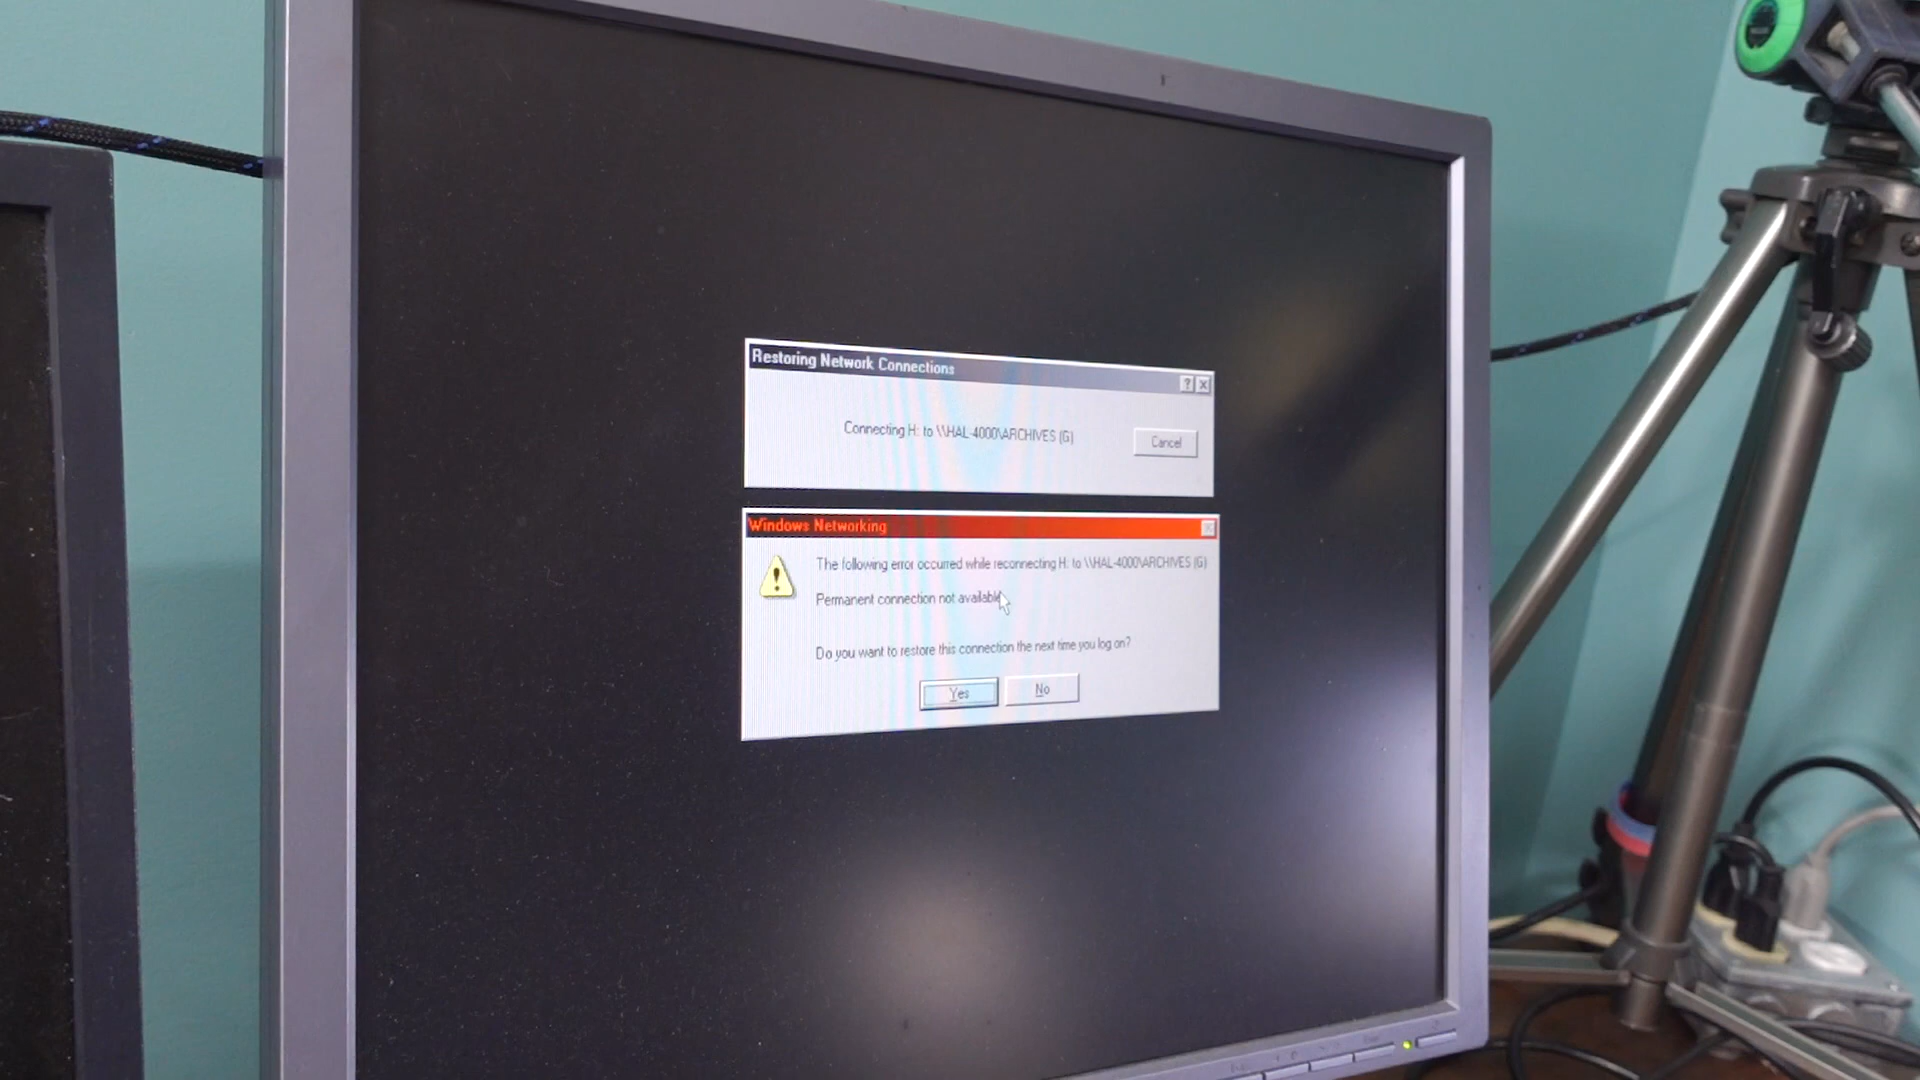 Restoring Network Connections
Connecting H: to \\HAL-4000\ARCHIVES (G)
Cancel
Windows Networking
The following error occurred while reconnecting H: to \\HAL-4000\ARCHIVES (G)
Permanent connection not available
Do you want to restore this connection the next time you log on?
Yes
No